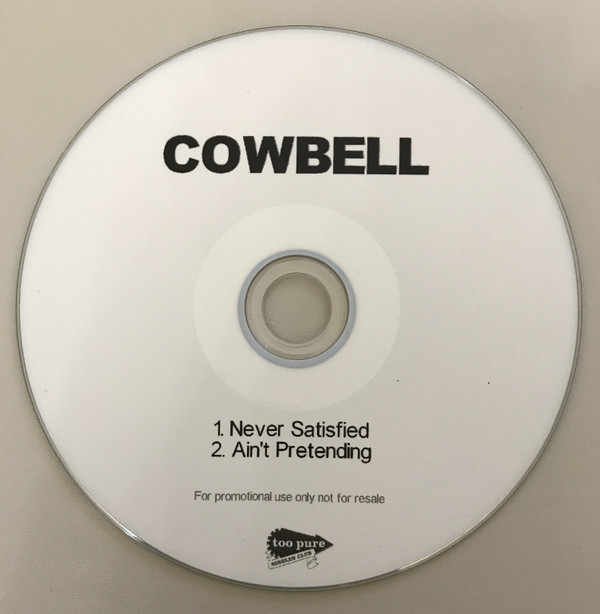 COWBELL
1. Never Satisfied
2. Ain't Pretending
For promotional use only not for resale
too pure
SINGLES CLUB